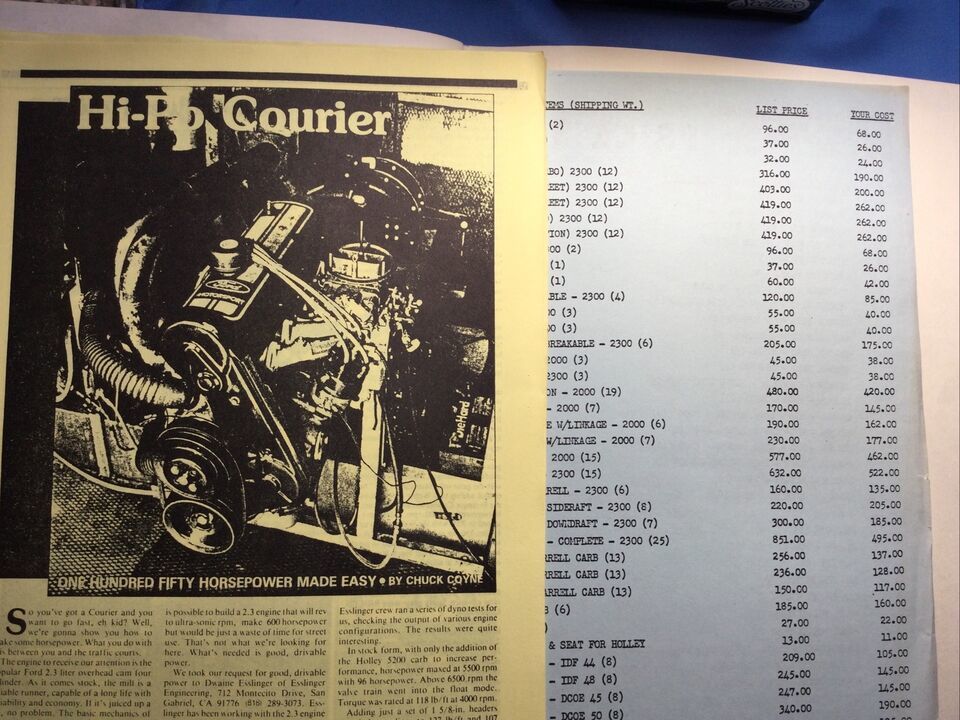 Hi-Po Courier
Ford
MOTORSPORT
ONE HUNDRED FIFTY HORSEPOWER MADE EASY • BY CHUCK COYNE
So you've got a Courier and you
want to go fast, eh kid? Well,
we're gonna show you how to
make some horsepower. What you do with
is between you and the traffic courts.
The engine to receive our attention is the
popular Ford 2.3 liter overhead cam four
cylinder. As it comes stock, the mill is a
reliable runner, capable of a long life with
ability and economy. If it's juiced up a
, no problem. The basic mechanics of
is possible to build a 2.3 engine that will rev
to ultra-sonic rpm, make 600 horsepower
but would be just a waste of time for street
use. That's not what we're looking for
here. What's needed is good, drivable
power.
We took our request for good, drivable
power to Dwaine Esslinger of Esslinger
Engineering, 712 Montecito Drive, San
Gabriel, CA 91776 (818) 289-3073. Ess-
linger has been working with the 2.3 engine
Esslinger crew ran a series of dyno tests for
us, checking the output of various engine
configurations. The results were quite
interesting.
In stock form, with only the addition of
the Holley 5200 carb to increase per-
formance, horsepower maxed at 5500 rpm
with 96 horsepower. Above 6500 rpm the
valve train went into the float mode.
Torque was rated at 118 lb/ft at 4000 rpm.
Adding just a set of 1 5/8-in. headers
EMS (SHIPPING WT.) LIST PRICE YOUR COST
(2) 96.00 68.00
37.00 26.00
32.00 24.00
BO) 2300 (12) 316.00 190.00
EET) 2300 (12) 403.00 200.00
EET) 2300 (12) 419.00 262.00
) 2300 (12) 419.00 262.00
TION) 2300 (12) 419.00 262.00
00 (2) 96.00 68.00
(1) 37.00 26.00
(1) 60.00 42.00
BLE - 2300 (4) 120.00 85.00
00 (3) 55.00 40.00
00 (3) 55.00 40.00
BREAKABLE - 2300 (6) 205.00 175.00
2000 (3) 45.00 38.00
2300 (3) 45.00 38.00
ON - 2000 (19) 480.00 420.00
- 2000 (7) 170.00 145.00
E W/LINKAGE - 2000 (6) 190.00 162.00
W/LINKAGE - 2000 (7) 230.00 177.00
2000 (15) 577.00 462.00
2300 (15) 632.00 522.00
RRELL - 2300 (6) 160.00 135.00
SIDERAFT - 2300 (8) 220.00 205.00
DOWNDRAFT - 2300 (7) 300.00 185.00
- COMPLETE - 2300 (25) 851.00 495.00
RRELL CARB (13) 256.00 137.00
RRELL CARB (13) 236.00 128.00
ARRELL CARB (13) 150.00 117.00
B (6) 185.00 160.00
) 27.00 22.00
& SEAT FOR HOLLEY 13.00 11.00
- IDF 44 (8) 209.00 105.00
- IDF 48 (8) 245.00 145.00
- DCOE 45 (8) 247.00 145.00
- DCOE 50 (8) 340.00 190.00